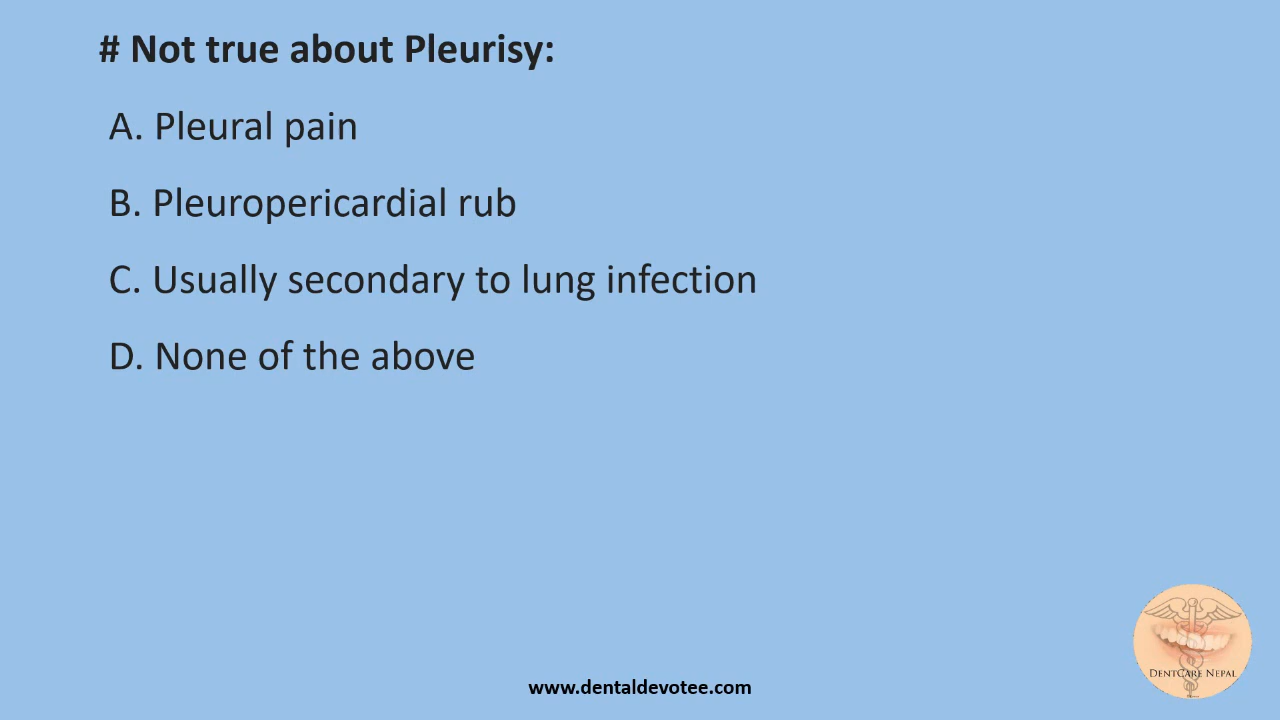 # Not true about Pleurisy:
A. Pleural pain
B. Pleuropericardial rub
C. Usually secondary to lung infection
D. None of the above
DentCare Nepal
www.dentaldevotee.com